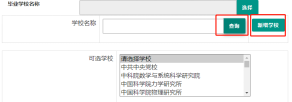 毕业学校名称 选择
学校名称 查询 新增学校
可选学校 请选择学校
中共中央党校
中科院数学与系统科学研究院
中国科学院力学研究所
中国科学院物理研究所